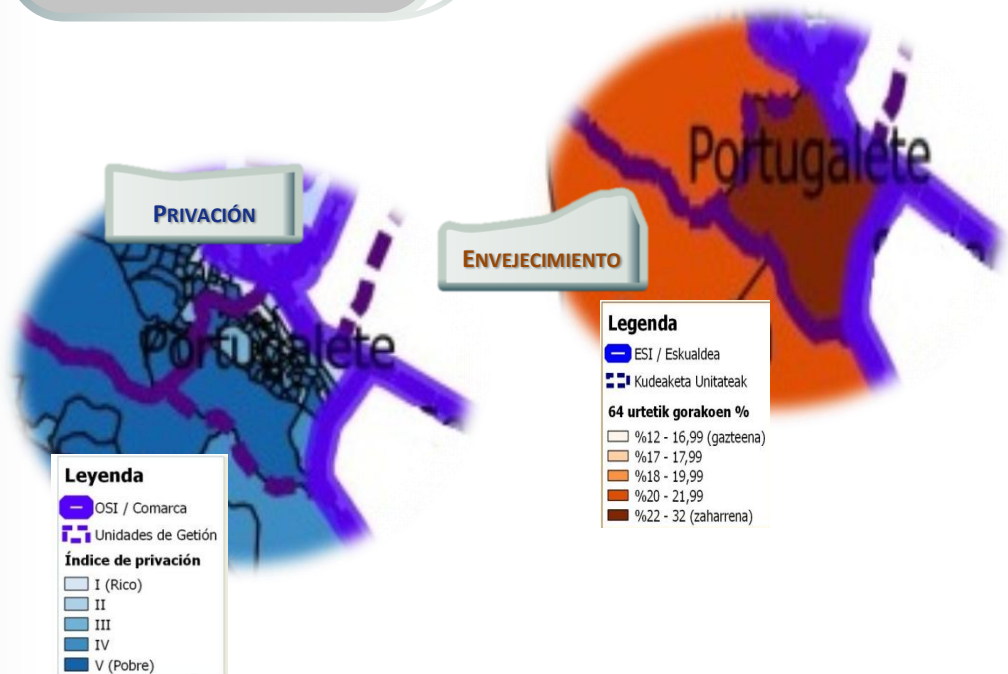 PRIVACIÓN
Portugalete
Leyenda
OSI / Comarca
Unidades de Getión
Índice de privación
I (Rico)
II
III
IV
V (Pobre)
ENVEJECIMIENTO
Portugalete
Legenda
ESI / Eskualdea
Kudeaketa Unitateak
64 urtetik gorakoen %
%12 - 16,99 (gazteena)
%17 - 17,99
%18 - 19,99
%20 - 21,99
%22 - 32 (zaharrena)